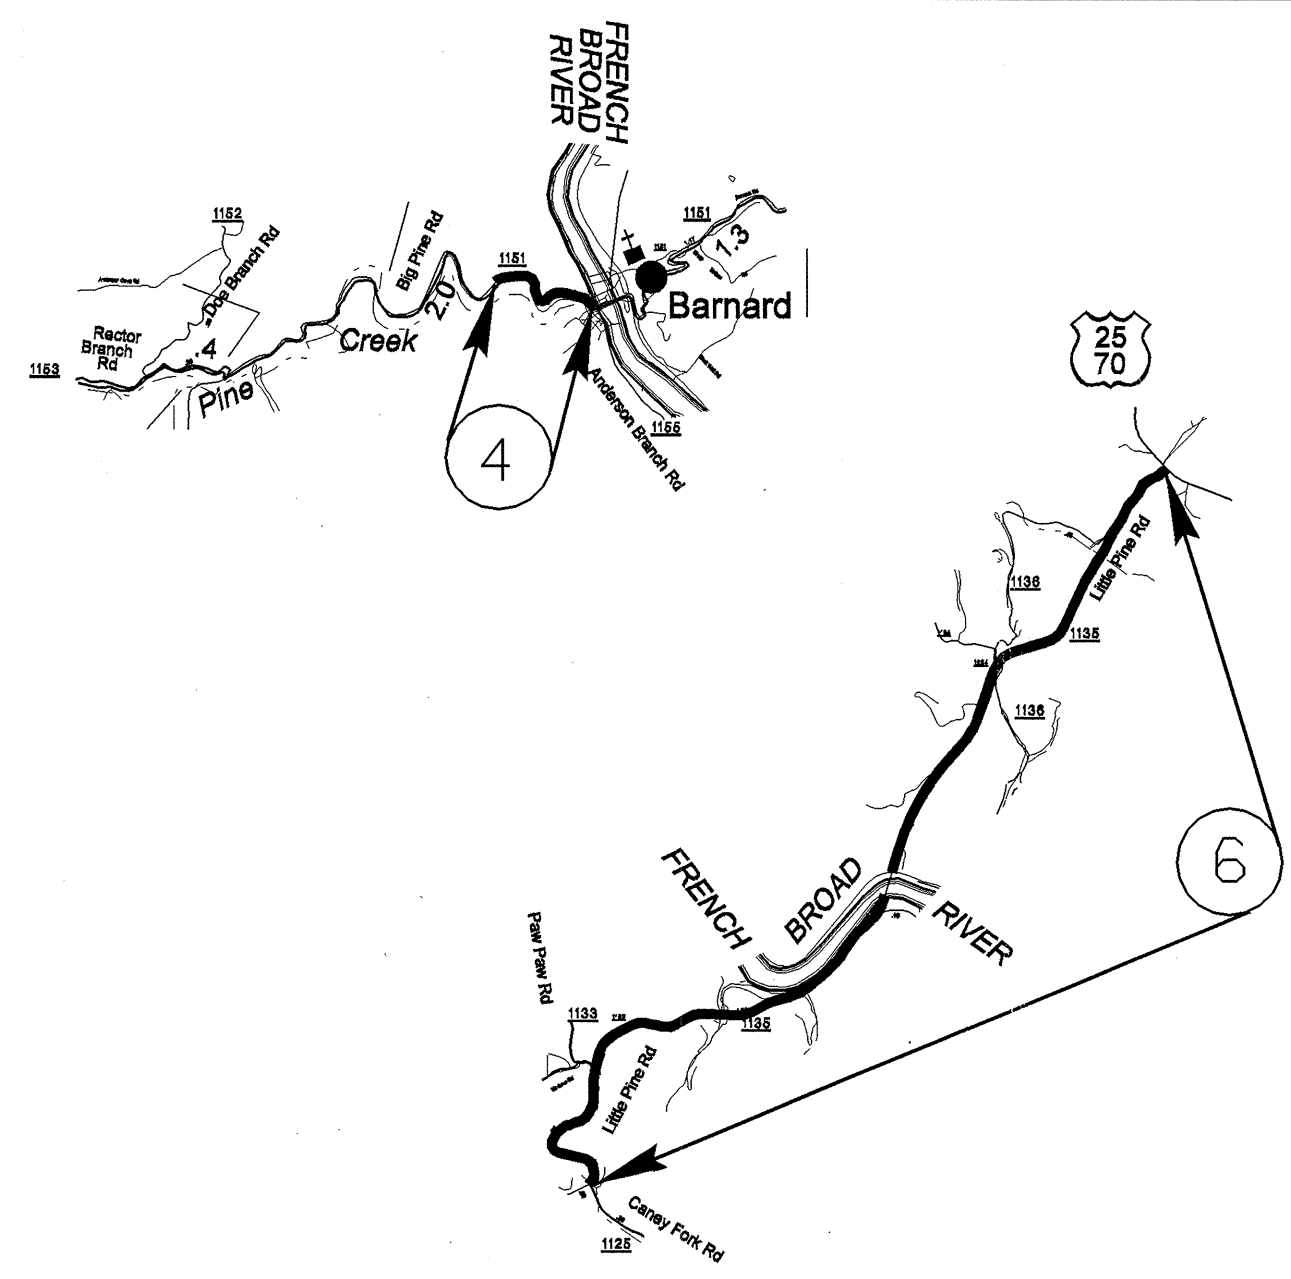 FRENCH
BROAD
RIVER
1152
Doe Branch Rd
Big Pine Rd
1151
1151
1.3
Barnard
2.0
Creek
Rector
Branch
Rd
.4
1153
Pine
Anderson Branch Rd
1155
4
25
70
Little Pine Rd
1136
1135
1136
6
FRENCH
BROAD
RIVER
Paw Paw Rd
1133
1135
Little Pine Rd
Caney Fork Rd
1125